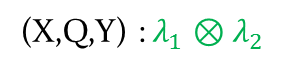 (X,Q,Y) : λ₁ ⊗ λ₂